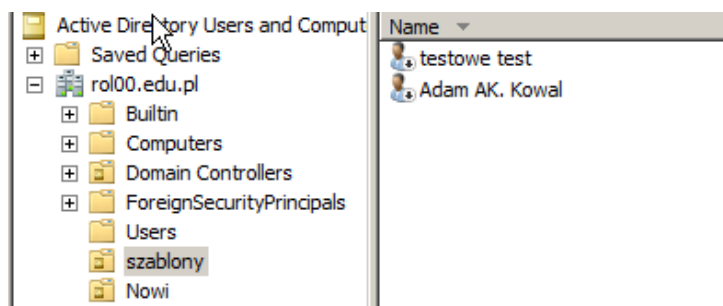 Active Directory Users and Comput
Saved Queries
rol00.edu.pl
Builtin
Computers
Domain Controllers
ForeignSecurityPrincipals
Users
szablony
Nowi
Name
testowe test
Adam AK. Kowal